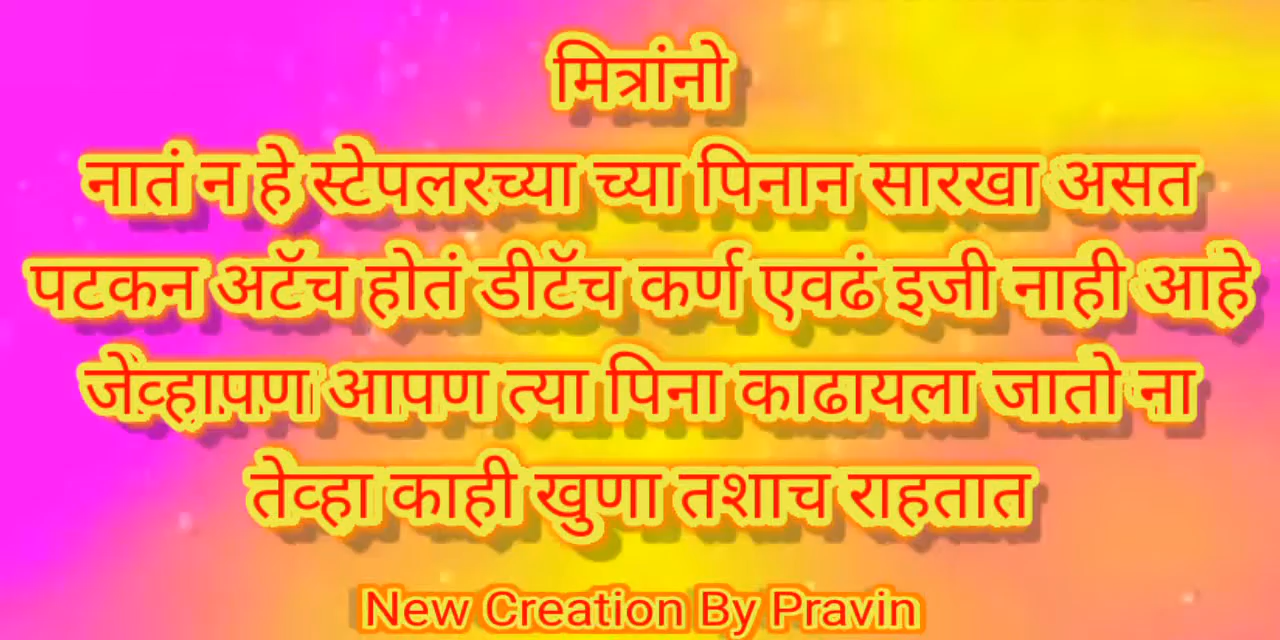 मित्रांनो
नातं न हे स्टेपलरच्या च्या पिनान सारखा असत
पटकन अटॅच होतं डीटॅच कर्ण एवढं इजी नाही आहे
जेव्हापण आपण त्या पिना काढायला जातो ना
तेव्हा काही खुणा तशाच राहतात
New Creation By Pravin